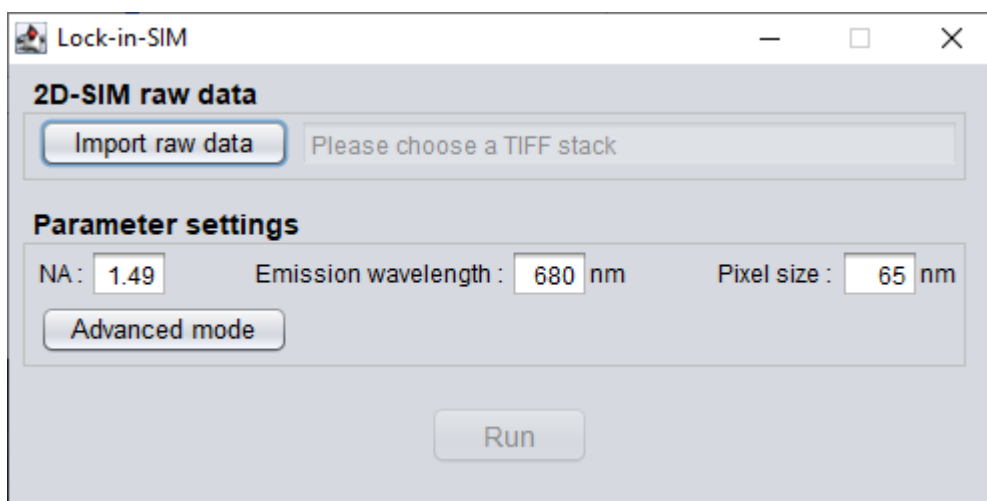 Lock-in-SIM
2D-SIM raw data
Import raw data Please choose a TIFF stack
Parameter settings
NA : 1.49 Emission wavelength : 680 nm Pixel size : 65 nm
Advanced mode
Run